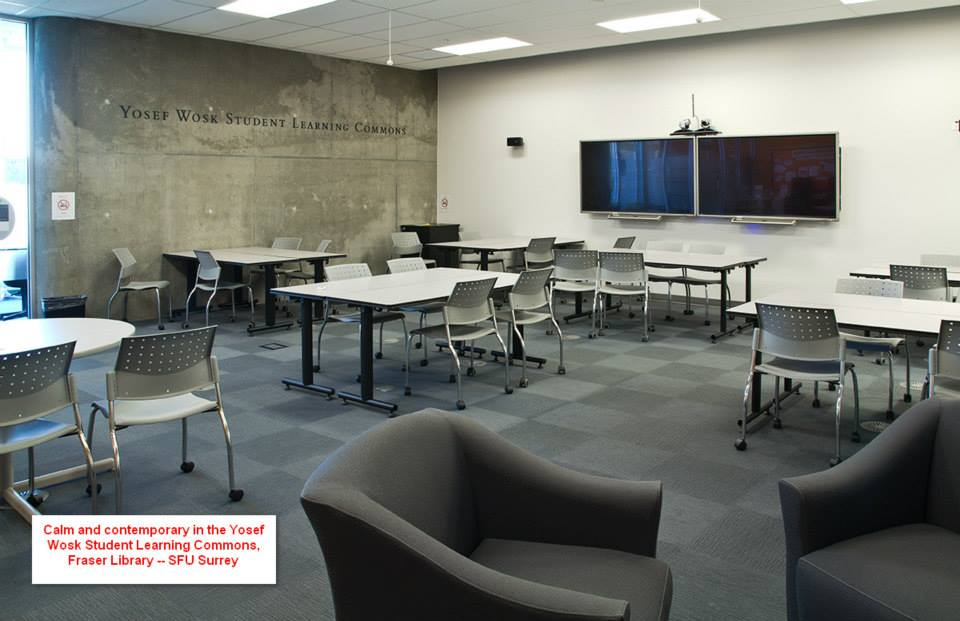 Yosef Wosk Student Learning Commons
Calm and contemporary in the Yosef
Wosk Student Learning Commons,
Fraser Library -- SFU Surrey